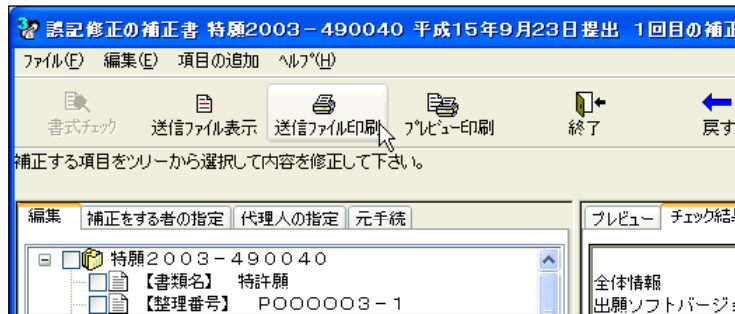 誤記修正の補正書 特願2003-490040 平成15年9月23日提出 1回目の補正
ファイル(F) 編集(E) 項目の追加 ヘルプ(H)
書式チェック 送信ファイル表示 送信ファイル印刷 プレビュー印刷 終了 戻す
補正する項目をツリーから選択して内容を修正して下さい。
編集 補正をする者の指定 代理人の指定 元手続 プレビュー チェック結果
特願２００３－４９００４０
【書類名】 特許願
【整理番号】 Ｐ０００００３－１
全体情報
出願ソフトバージョ